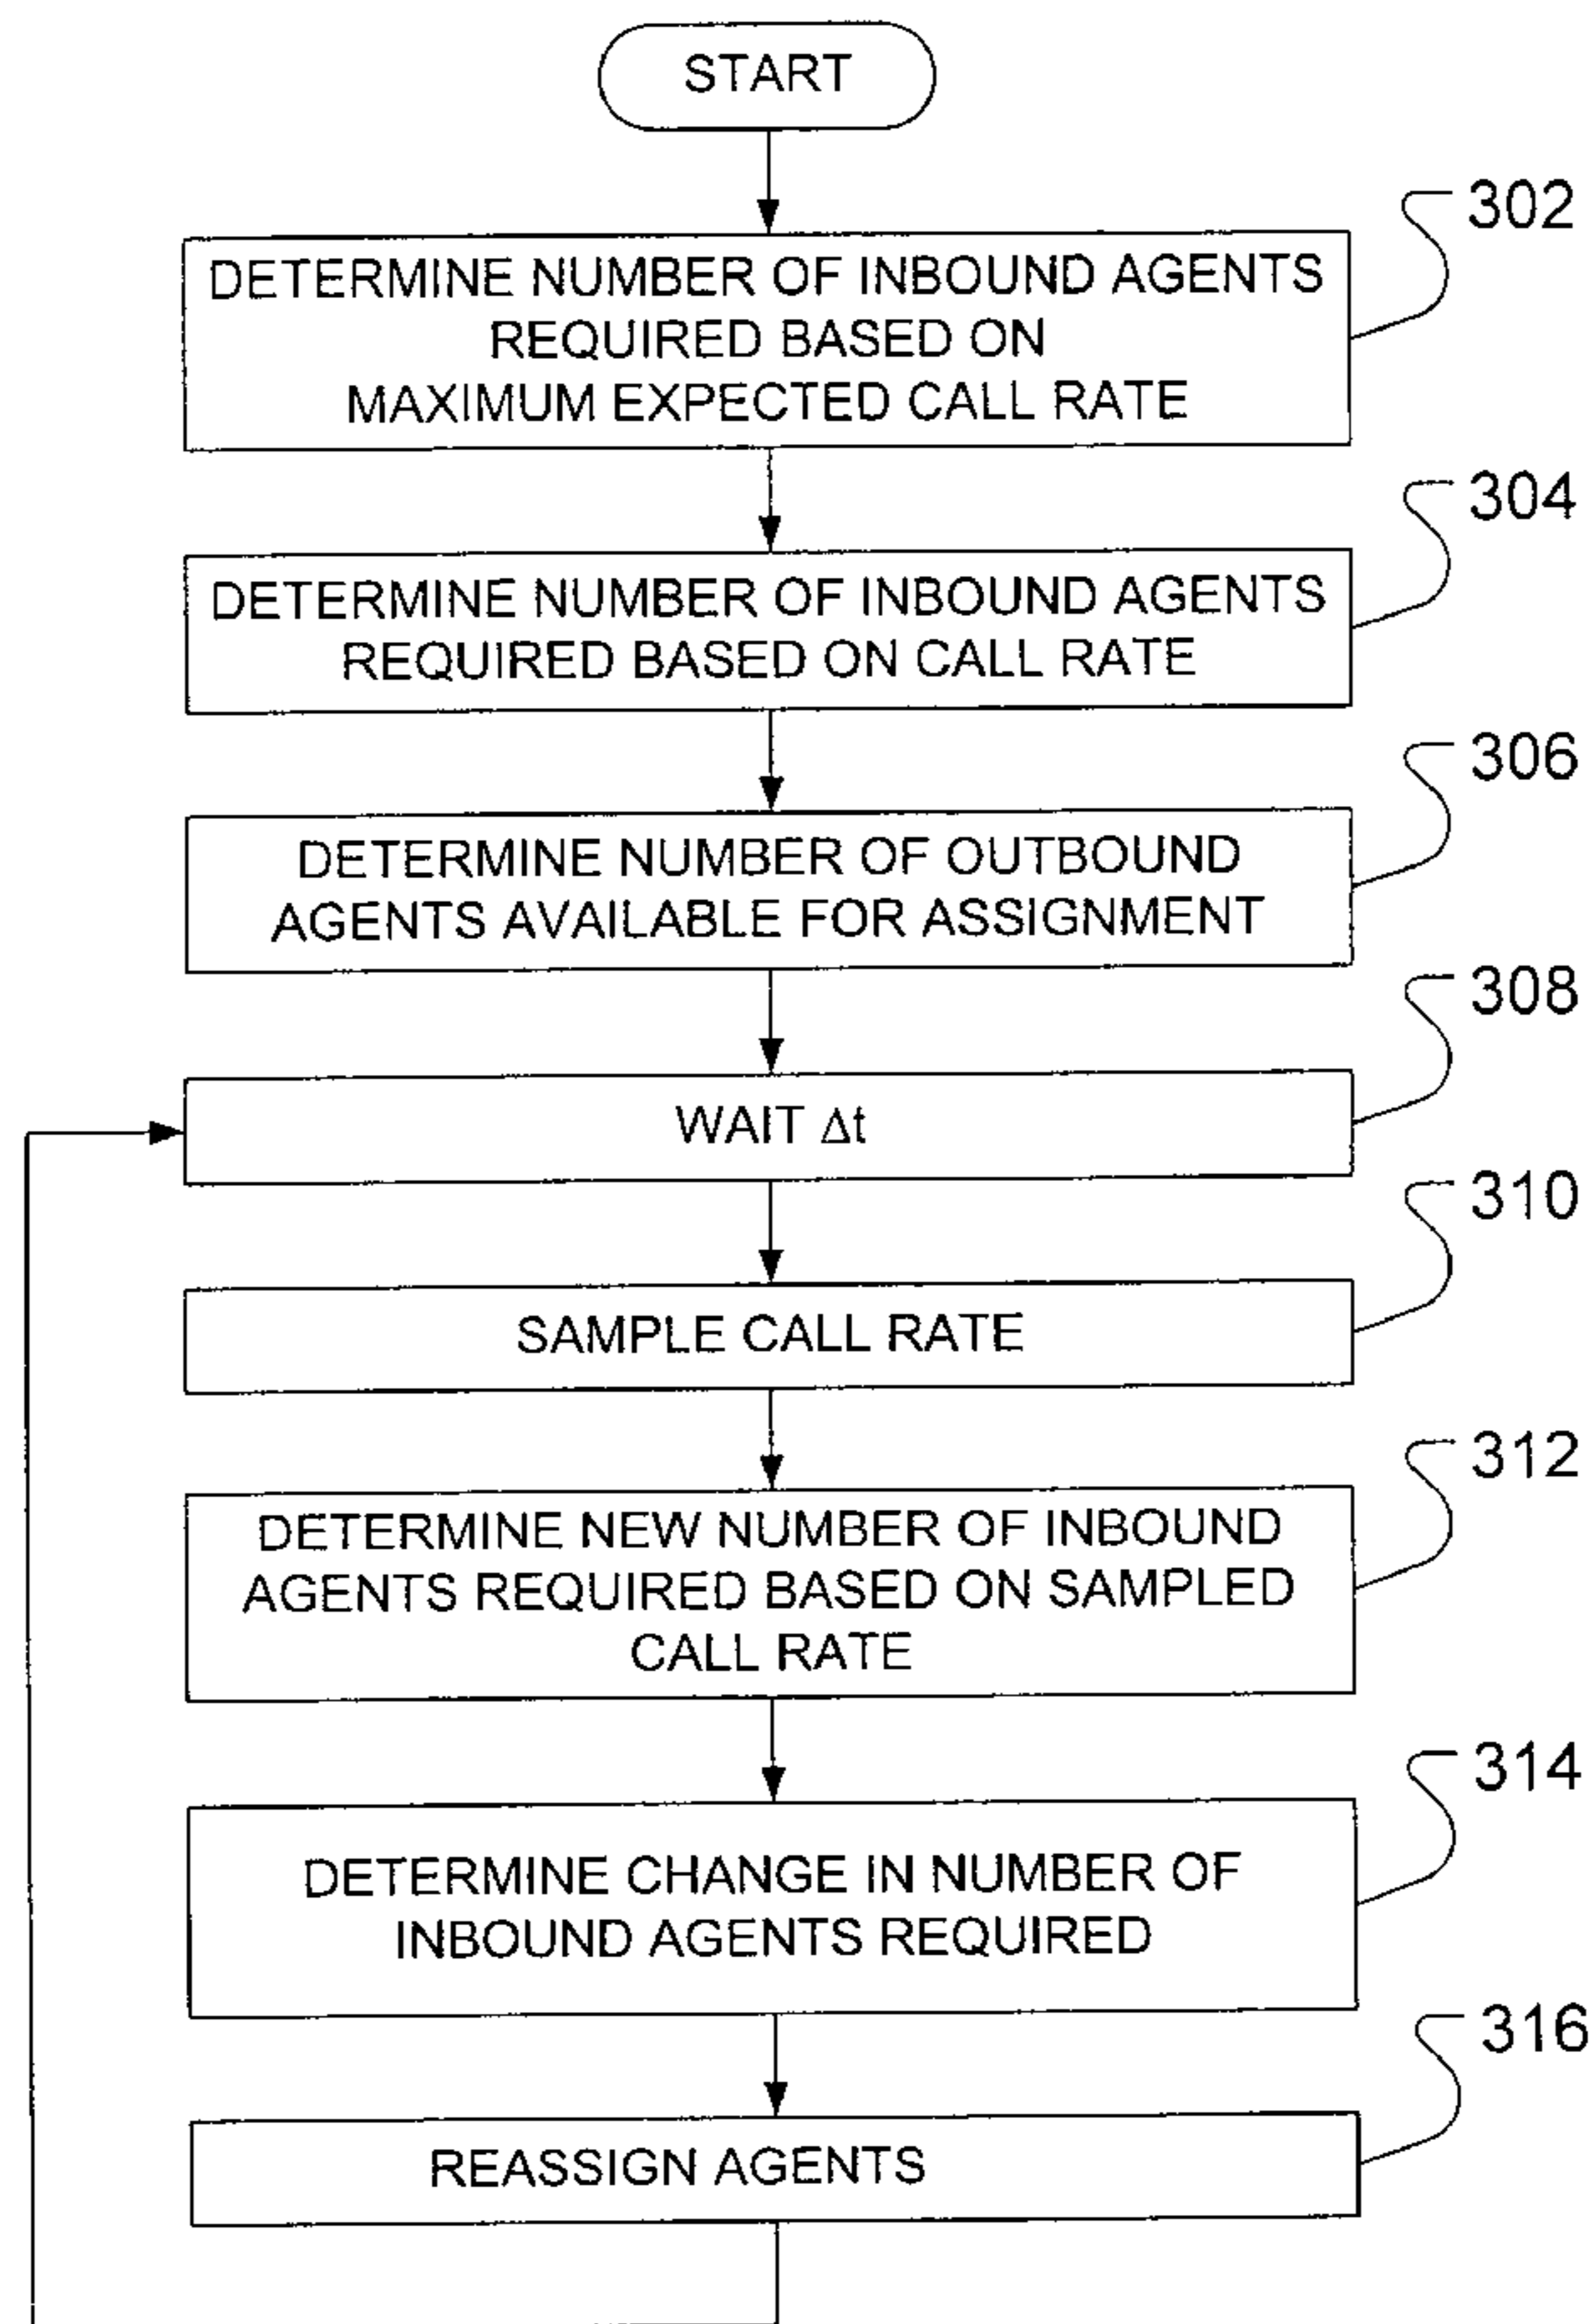 START
302
DETERMINE NUMBER OF INBOUND AGENTS
REQUIRED BASED ON
MAXIMUM EXPECTED CALL RATE
304
DETERMINE NUMBER OF INBOUND AGENTS
REQUIRED BASED ON CALL RATE
306
DETERMINE NUMBER OF OUTBOUND
AGENTS AVAILABLE FOR ASSIGNMENT
308
WAIT Δt
310
SAMPLE CALL RATE
312
DETERMINE NEW NUMBER OF INBOUND
AGENTS REQUIRED BASED ON SAMPLED
CALL RATE
314
DETERMINE CHANGE IN NUMBER OF
INBOUND AGENTS REQUIRED
316
REASSIGN AGENTS